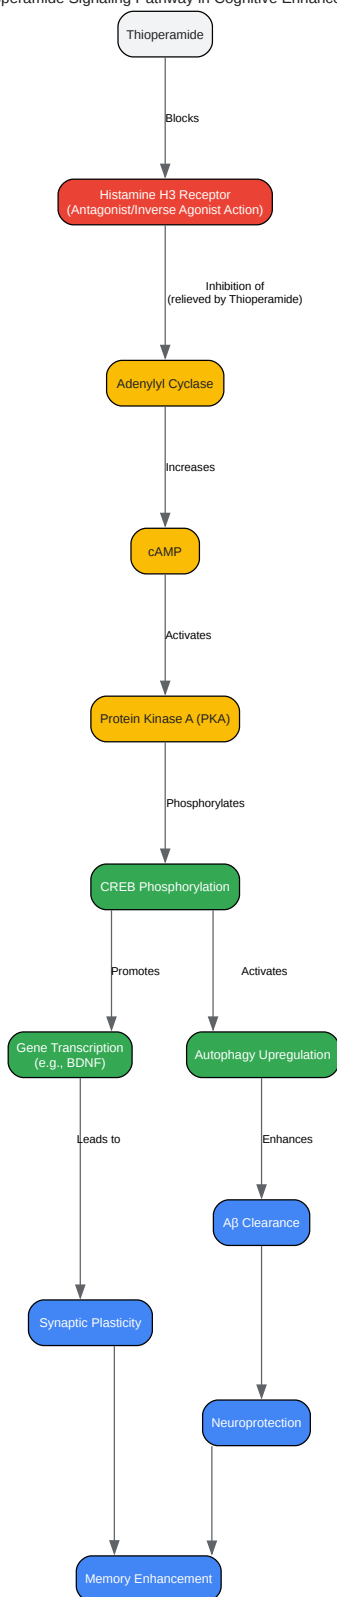 peramide Signaling Pathway in Cognitive Enhance
Thioperamide
Blocks
Histamine H3 Receptor
(Antagonist/Inverse Agonist Action)
Inhibition of
(relieved by Thioperamide)
Adenylyl Cyclase
Increases
cAMP
Activates
Protein Kinase A (PKA)
Phosphorylates
CREB Phosphorylation
Promotes
Activates
Gene Transcription
(e.g., BDNF)
Autophagy Upregulation
Leads to
Enhances
Aβ Clearance
Synaptic Plasticity
Neuroprotection
Memory Enhancement